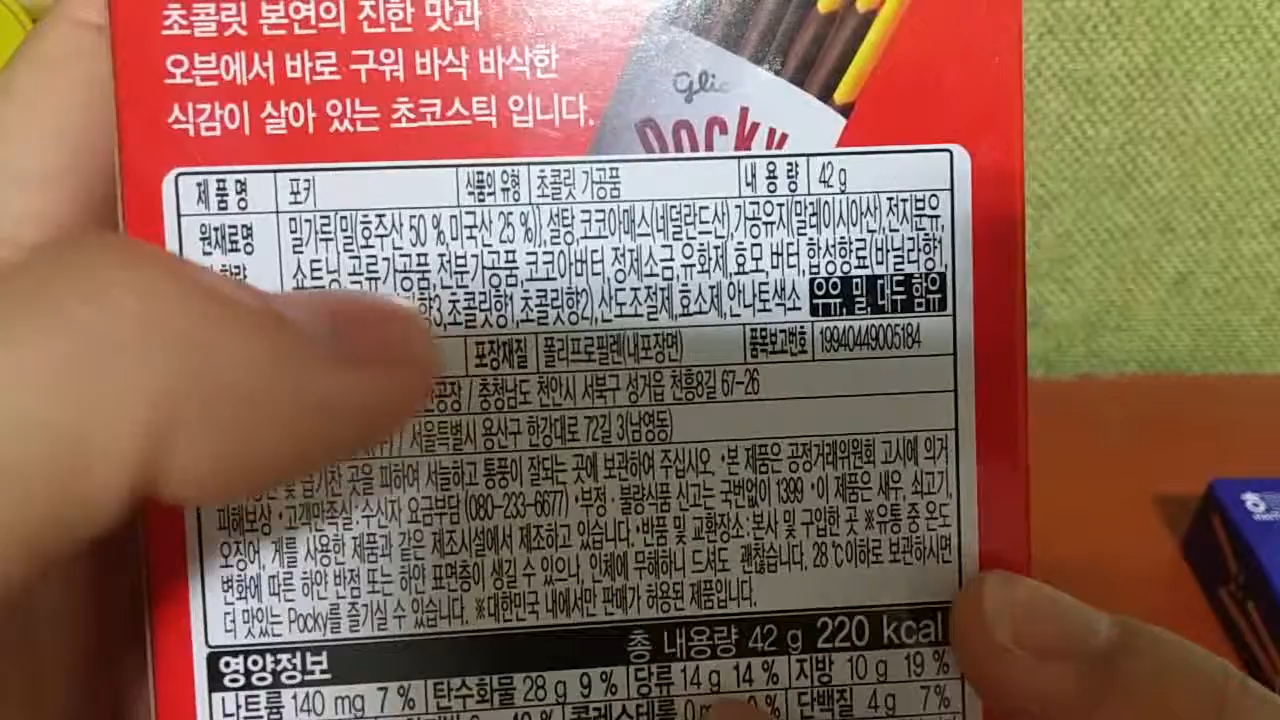 초콜릿 본연의 진한 맛과
오븐에서 바로 구워 바삭 바삭한
식감이 살아 있는 초코스틱 입니다.
Glic
Pocky
제 품 명 포키 식품의 유형 초콜릿 가공품 내 용 량 42 g
원재료명 밀가루{밀(호주산 50 %,미국산 25 %)},설탕,코코아매스(네덜란드산),가공유지(말레이시아산),전지분유,
쇼트닝,곡류가공품,전분가공품,코코아버터,정제소금,유화제,효모,버터,합성향료(바닐라향1,
향3,초콜릿향1,초콜릿향2),산도조절제,효소제,안나토색소 우유, 밀, 대두 함유
포장재질 폴리프로필렌(내포장면) 품목보고번호 19940449005184
공장 / 충청남도 천안시 서북구 성거읍 천흥8길 67-26
서울특별시 용산구 한강대로 72길 3(남영동)
및 습기찬 곳을 피하여 서늘하고 통풍이 잘되는 곳에 보관하여 주십시오. •본 제품은 공정거래위원회 고시에 의거
피해보상 •고객만족실:수신자 요금부담 (080-233-6677) •부정 · 불량식품 신고는 국번없이 1399 •이 제품은 새우, 쇠고기,
오징어, 게를 사용한 제품과 같은 제조시설에서 제조하고 있습니다. •반품 및 교환장소:본사 및 구입한 곳 ※유통 중 온도
변화에 따른 하얀 반점 또는 하얀 표면층이 생길 수 있으나, 인체에 무해하니 드셔도 괜찮습니다. 28 ℃이하로 보관하시면
더 맛있는 Pocky를 즐기실 수 있습니다. ※대한민국 내에서만 판매가 허용된 제품입니다.
영양정보 총 내용량 42 g 220 kcal
나트륨 140 mg 7 % 탄수화물 28 g 9 % 당류 14 g 14 % 지방 10 g 19 %
콜레스테롤 단백질 4 g 7%